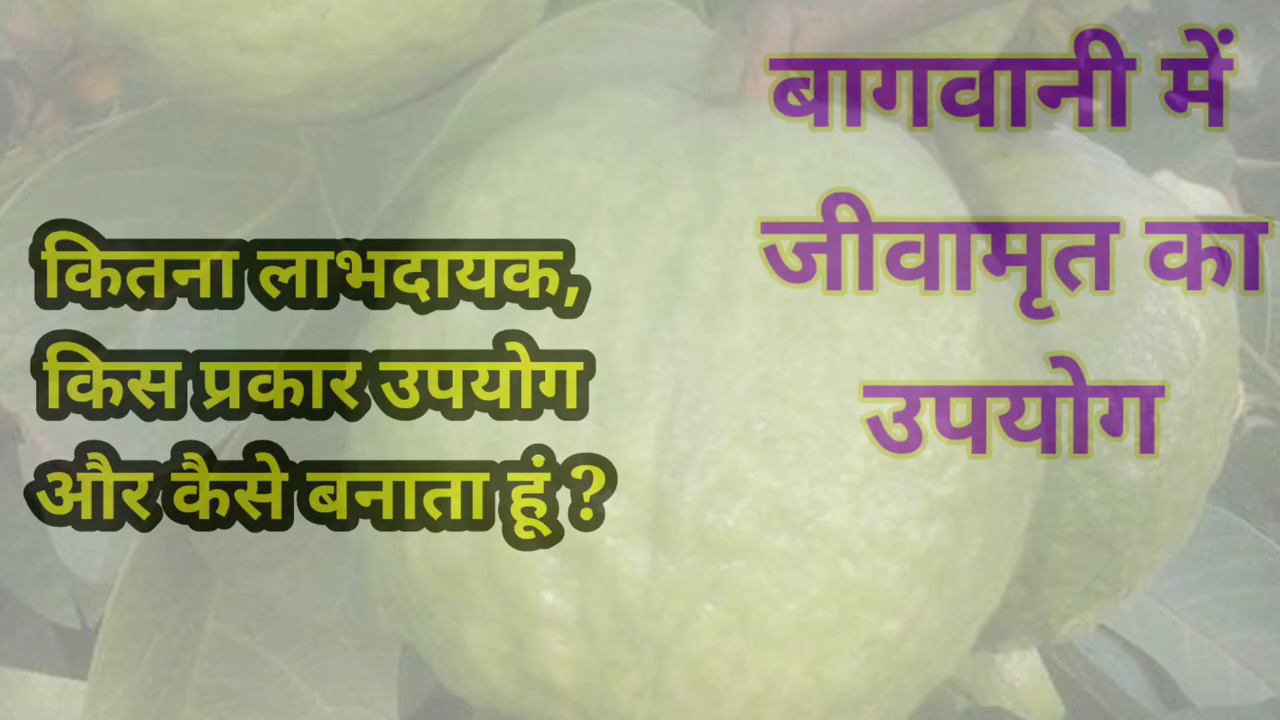 बागवानी में
जीवामृत का
उपयोग
कितना लाभदायक,
किस प्रकार उपयोग
और कैसे बनाता हूं ?